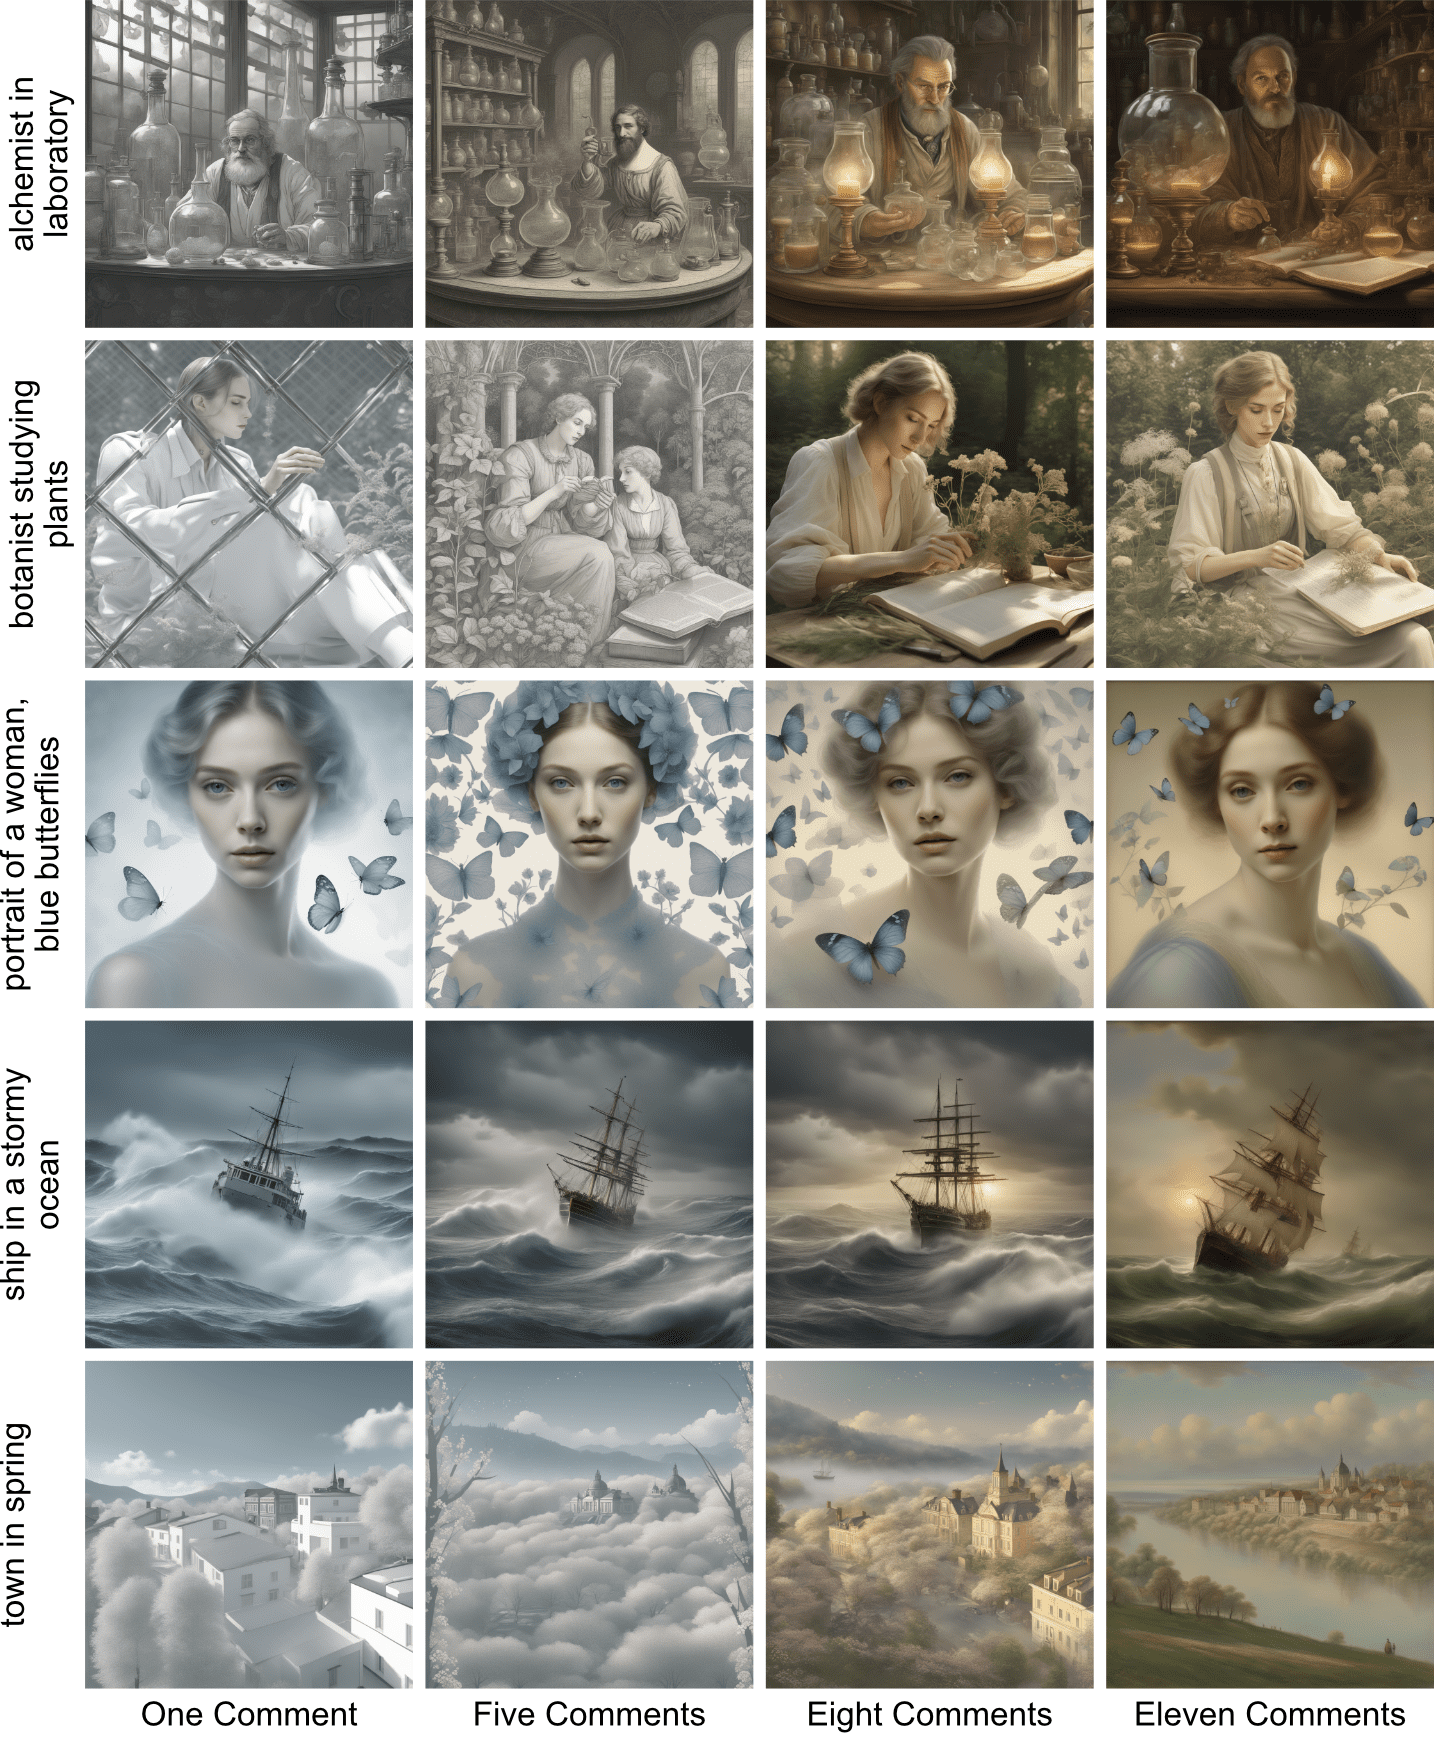 alchemist in
laboratory
botanist studying
plants
portrait of a woman,
blue butterflies
ship in a stormy
ocean
town in spring
One Comment
Five Comments
Eight Comments
Eleven Comments